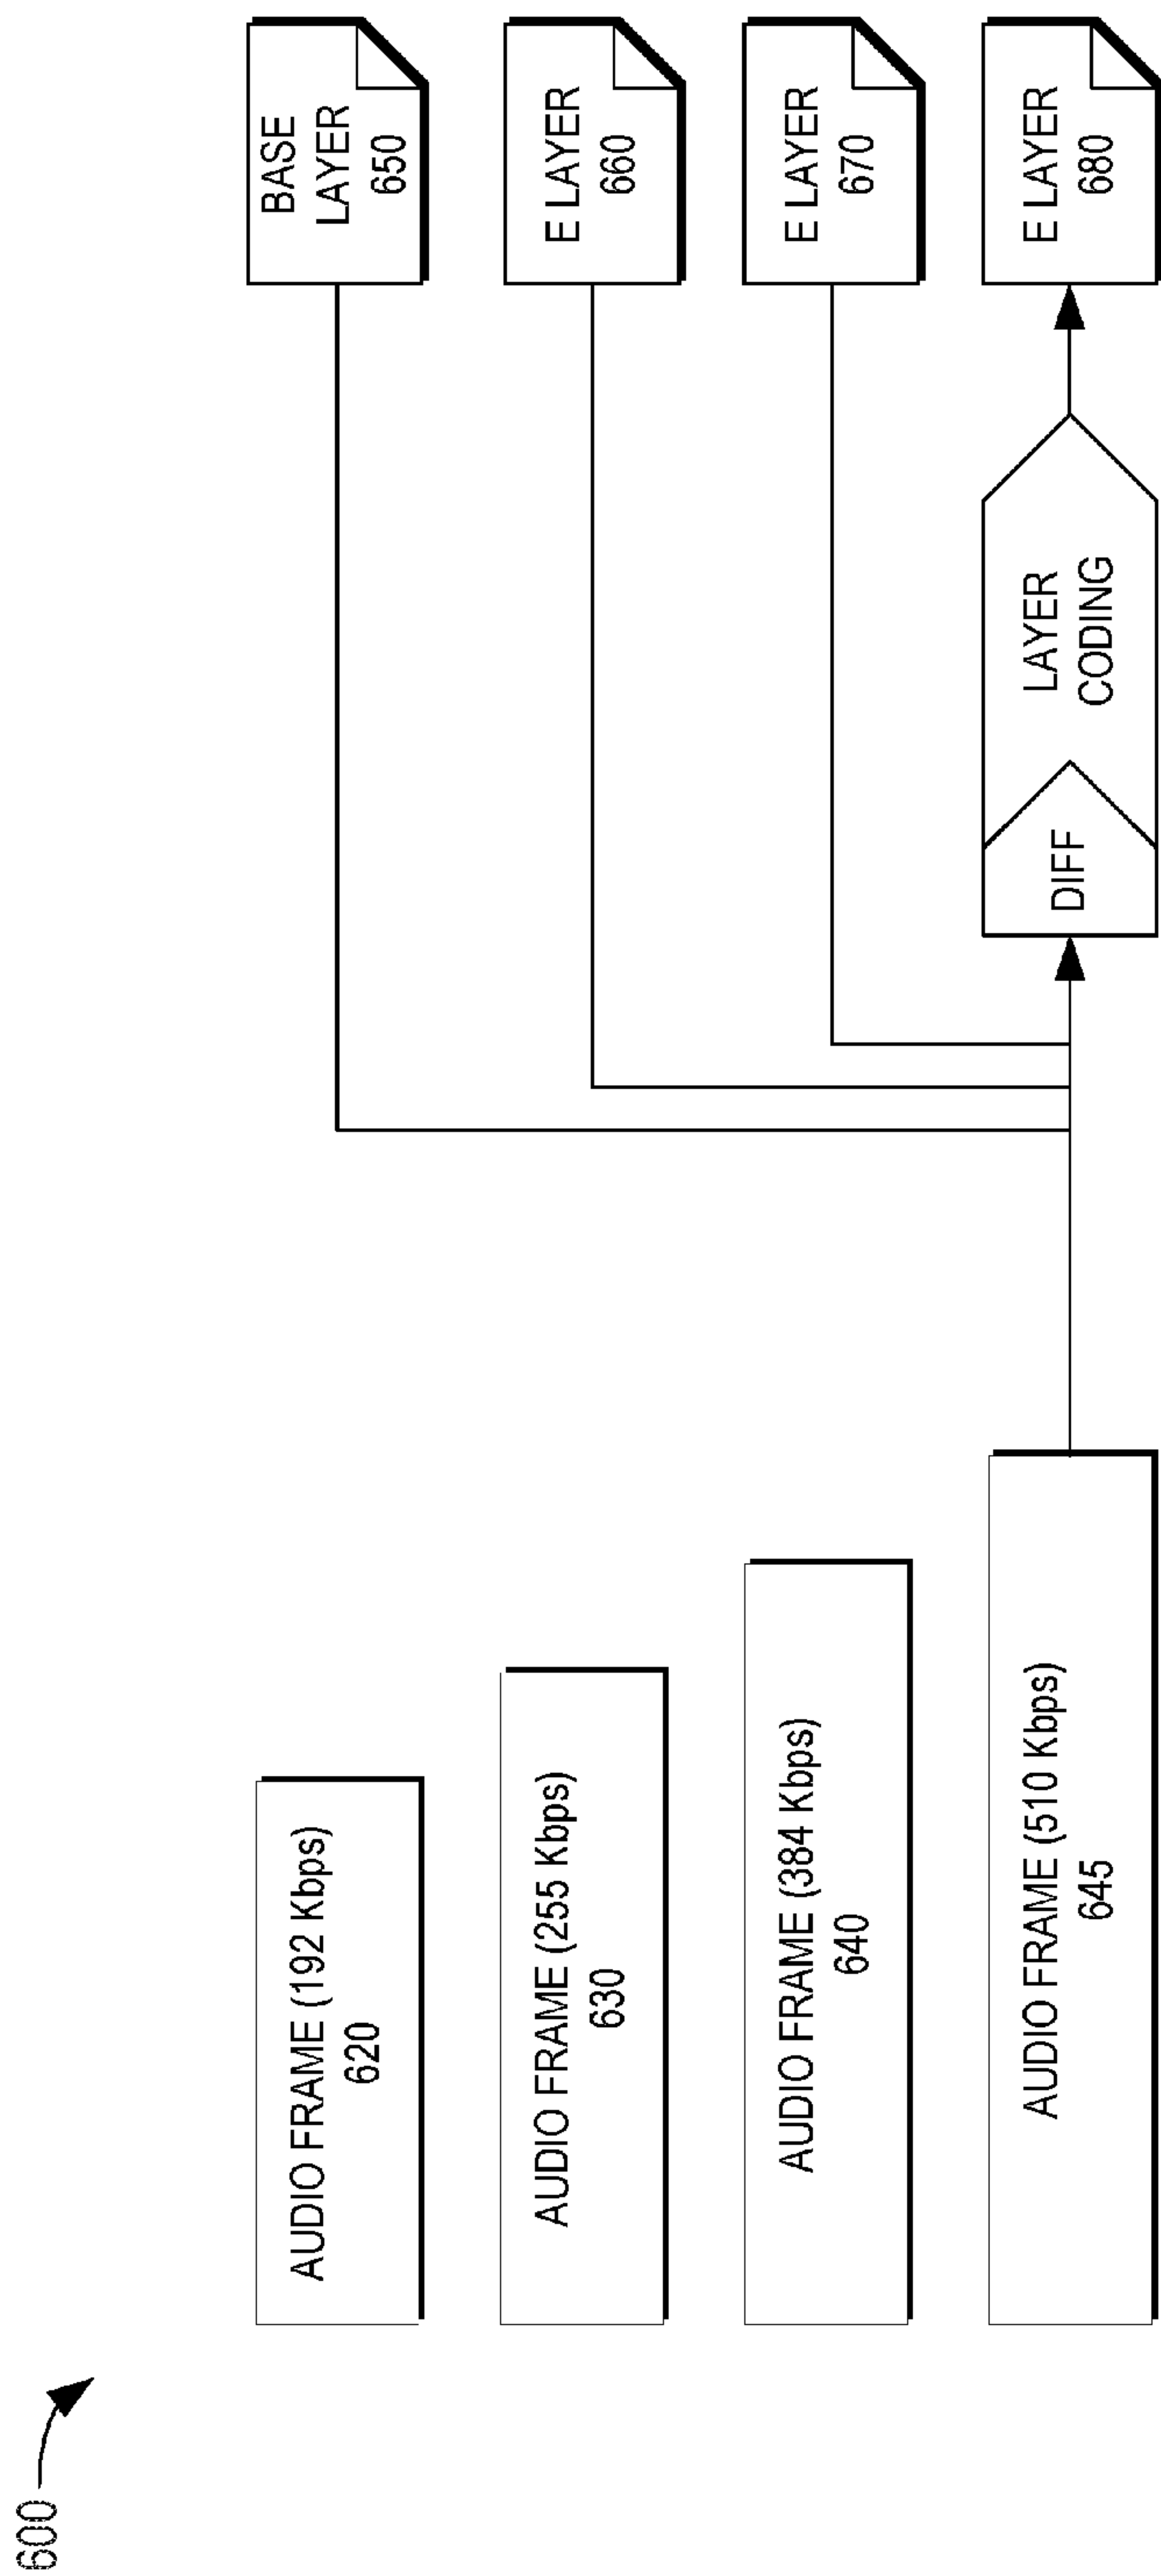 600
AUDIO FRAME (192 Kbps)
620
BASE
LAYER
650
AUDIO FRAME (255 Kbps)
630
E LAYER
660
AUDIO FRAME (384 Kbps)
640
E LAYER
670
AUDIO FRAME (510 Kbps)
645
DIFF
LAYER
CODING
E LAYER
680